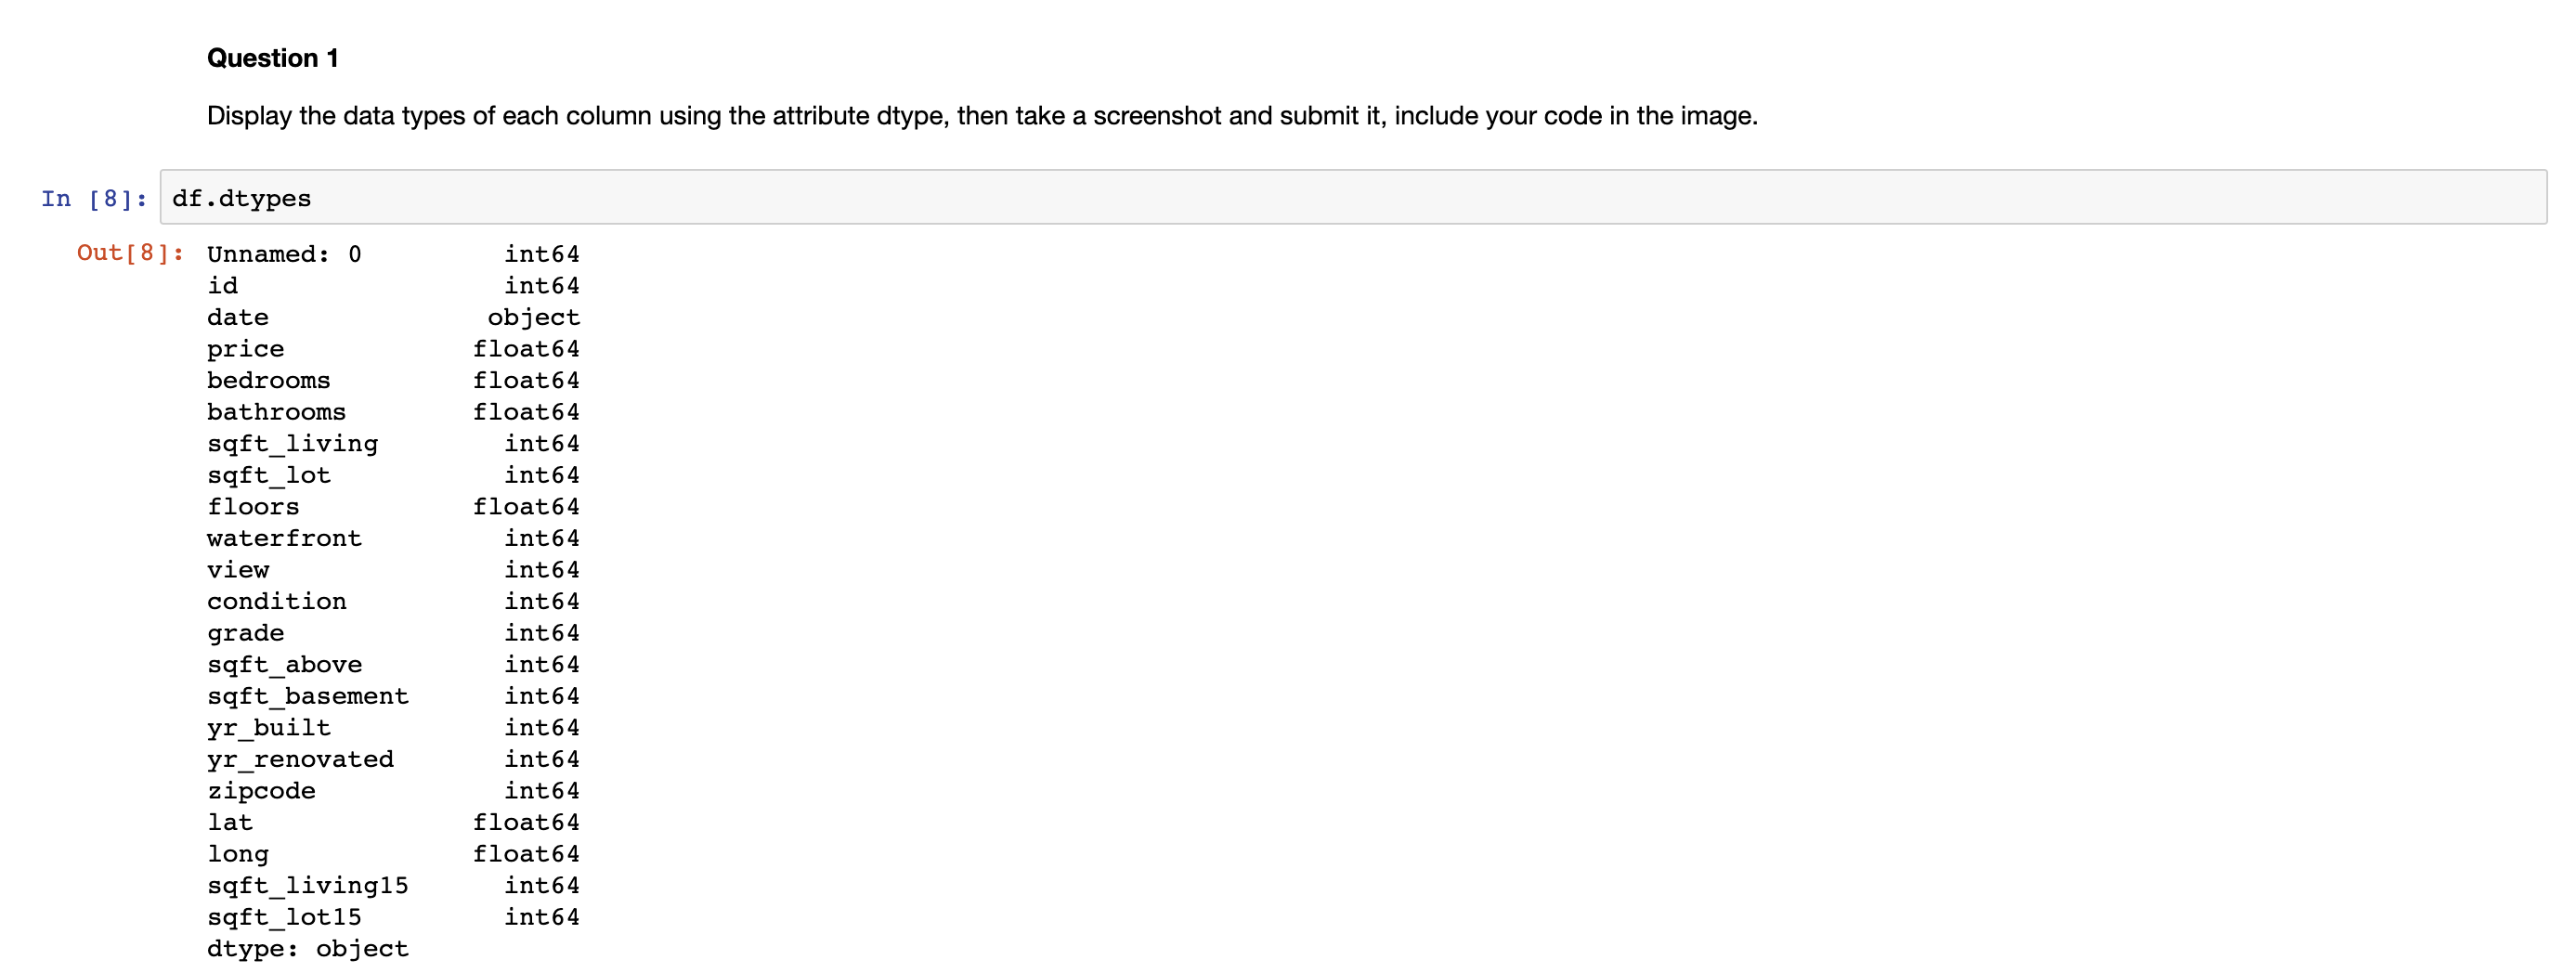 Question 1
Display the data types of each column using the attribute dtype, then take a screenshot and submit it, include your code in the image.
In [8]: df.dtypes
Out[8]: Unnamed: 0 int64
id int64
date object
price float64
bedrooms float64
bathrooms float64
sqft_living int64
sqft_lot int64
floors float64
waterfront int64
view int64
condition int64
grade int64
sqft_above int64
sqft_basement int64
yr_built int64
yr_renovated int64
zipcode int64
lat float64
long float64
sqft_living15 int64
sqft_lot15 int64
dtype: object